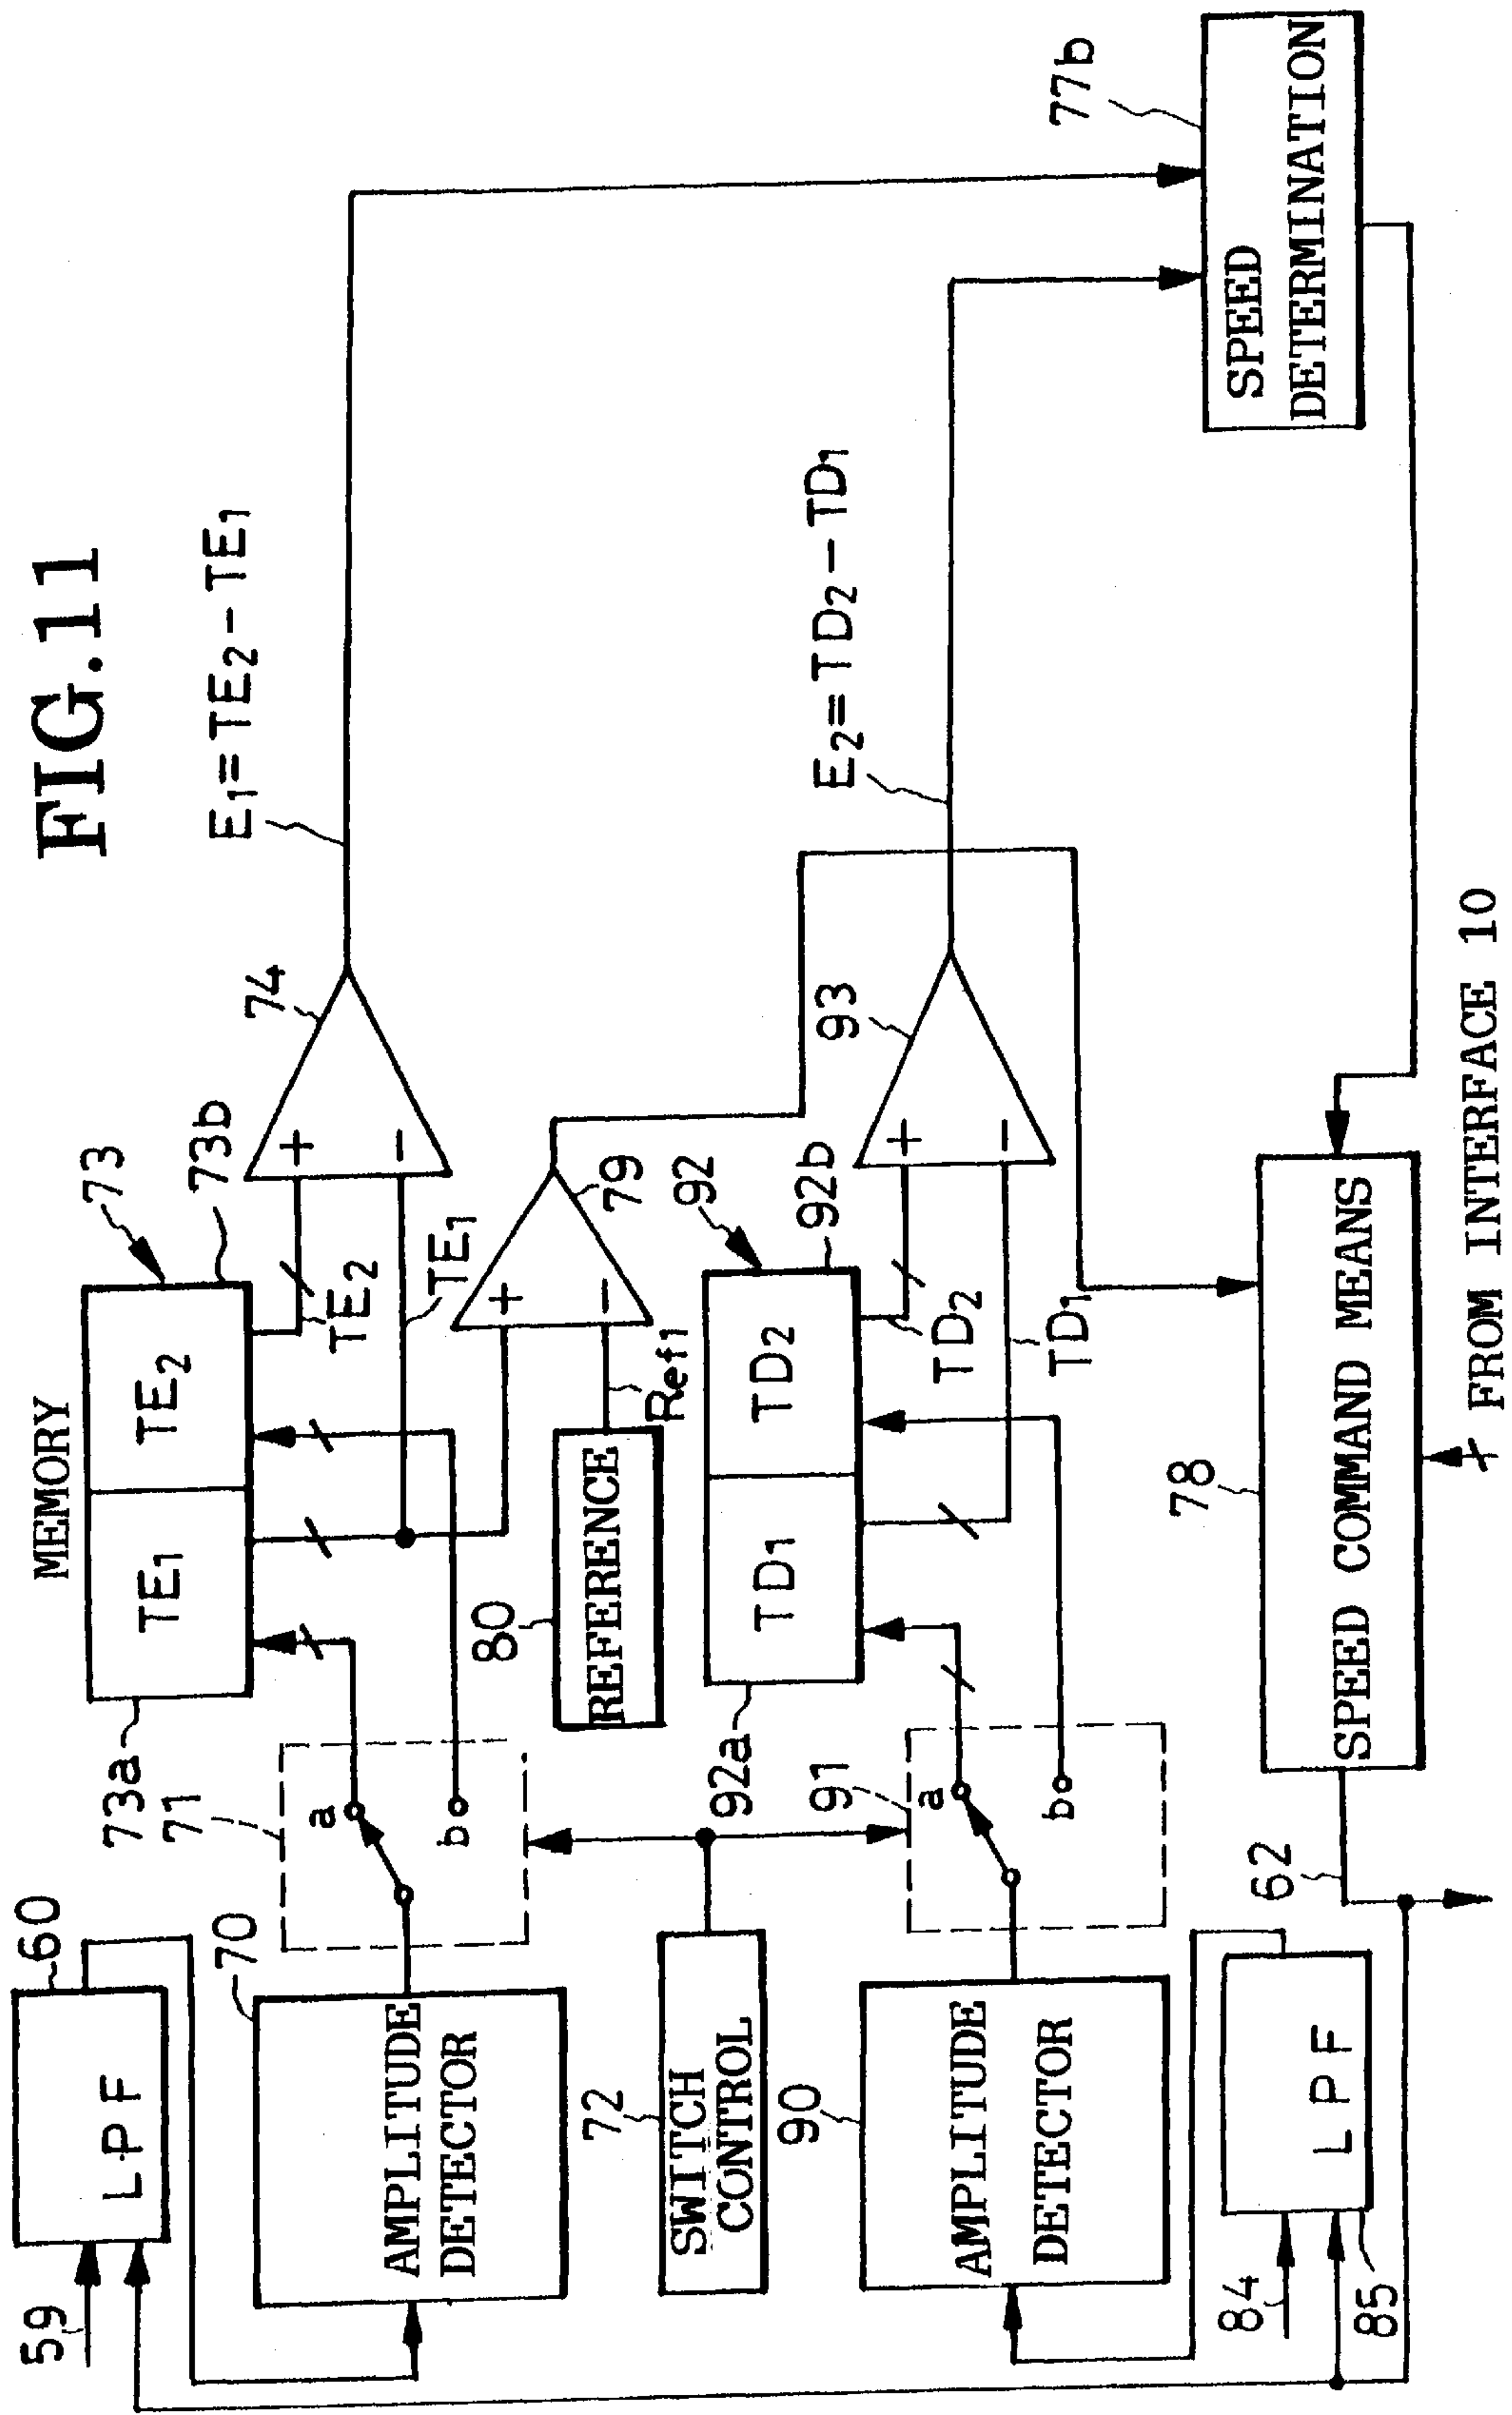 FIG.11
59
LPF
60
AMPLITUDE
DETECTOR
70
71
a
b
MEMORY
TE1
TE2
73a
73
73b
TE2
TE1
74
+
−
E1=TE2−TE1
SWITCH
CONTROL
72
REFERENCE
80
Ref1
79
+
−
AMPLITUDE
DETECTOR
90
91
a
b
TD1
TD2
92a
92
92b
TD2
TD1
93
+
−
E2=TD2−TD1
84
LPF
85
62
SPEED COMMAND MEANS
78
FROM INTERFACE 10
SPEED
DETERMINATION
77b